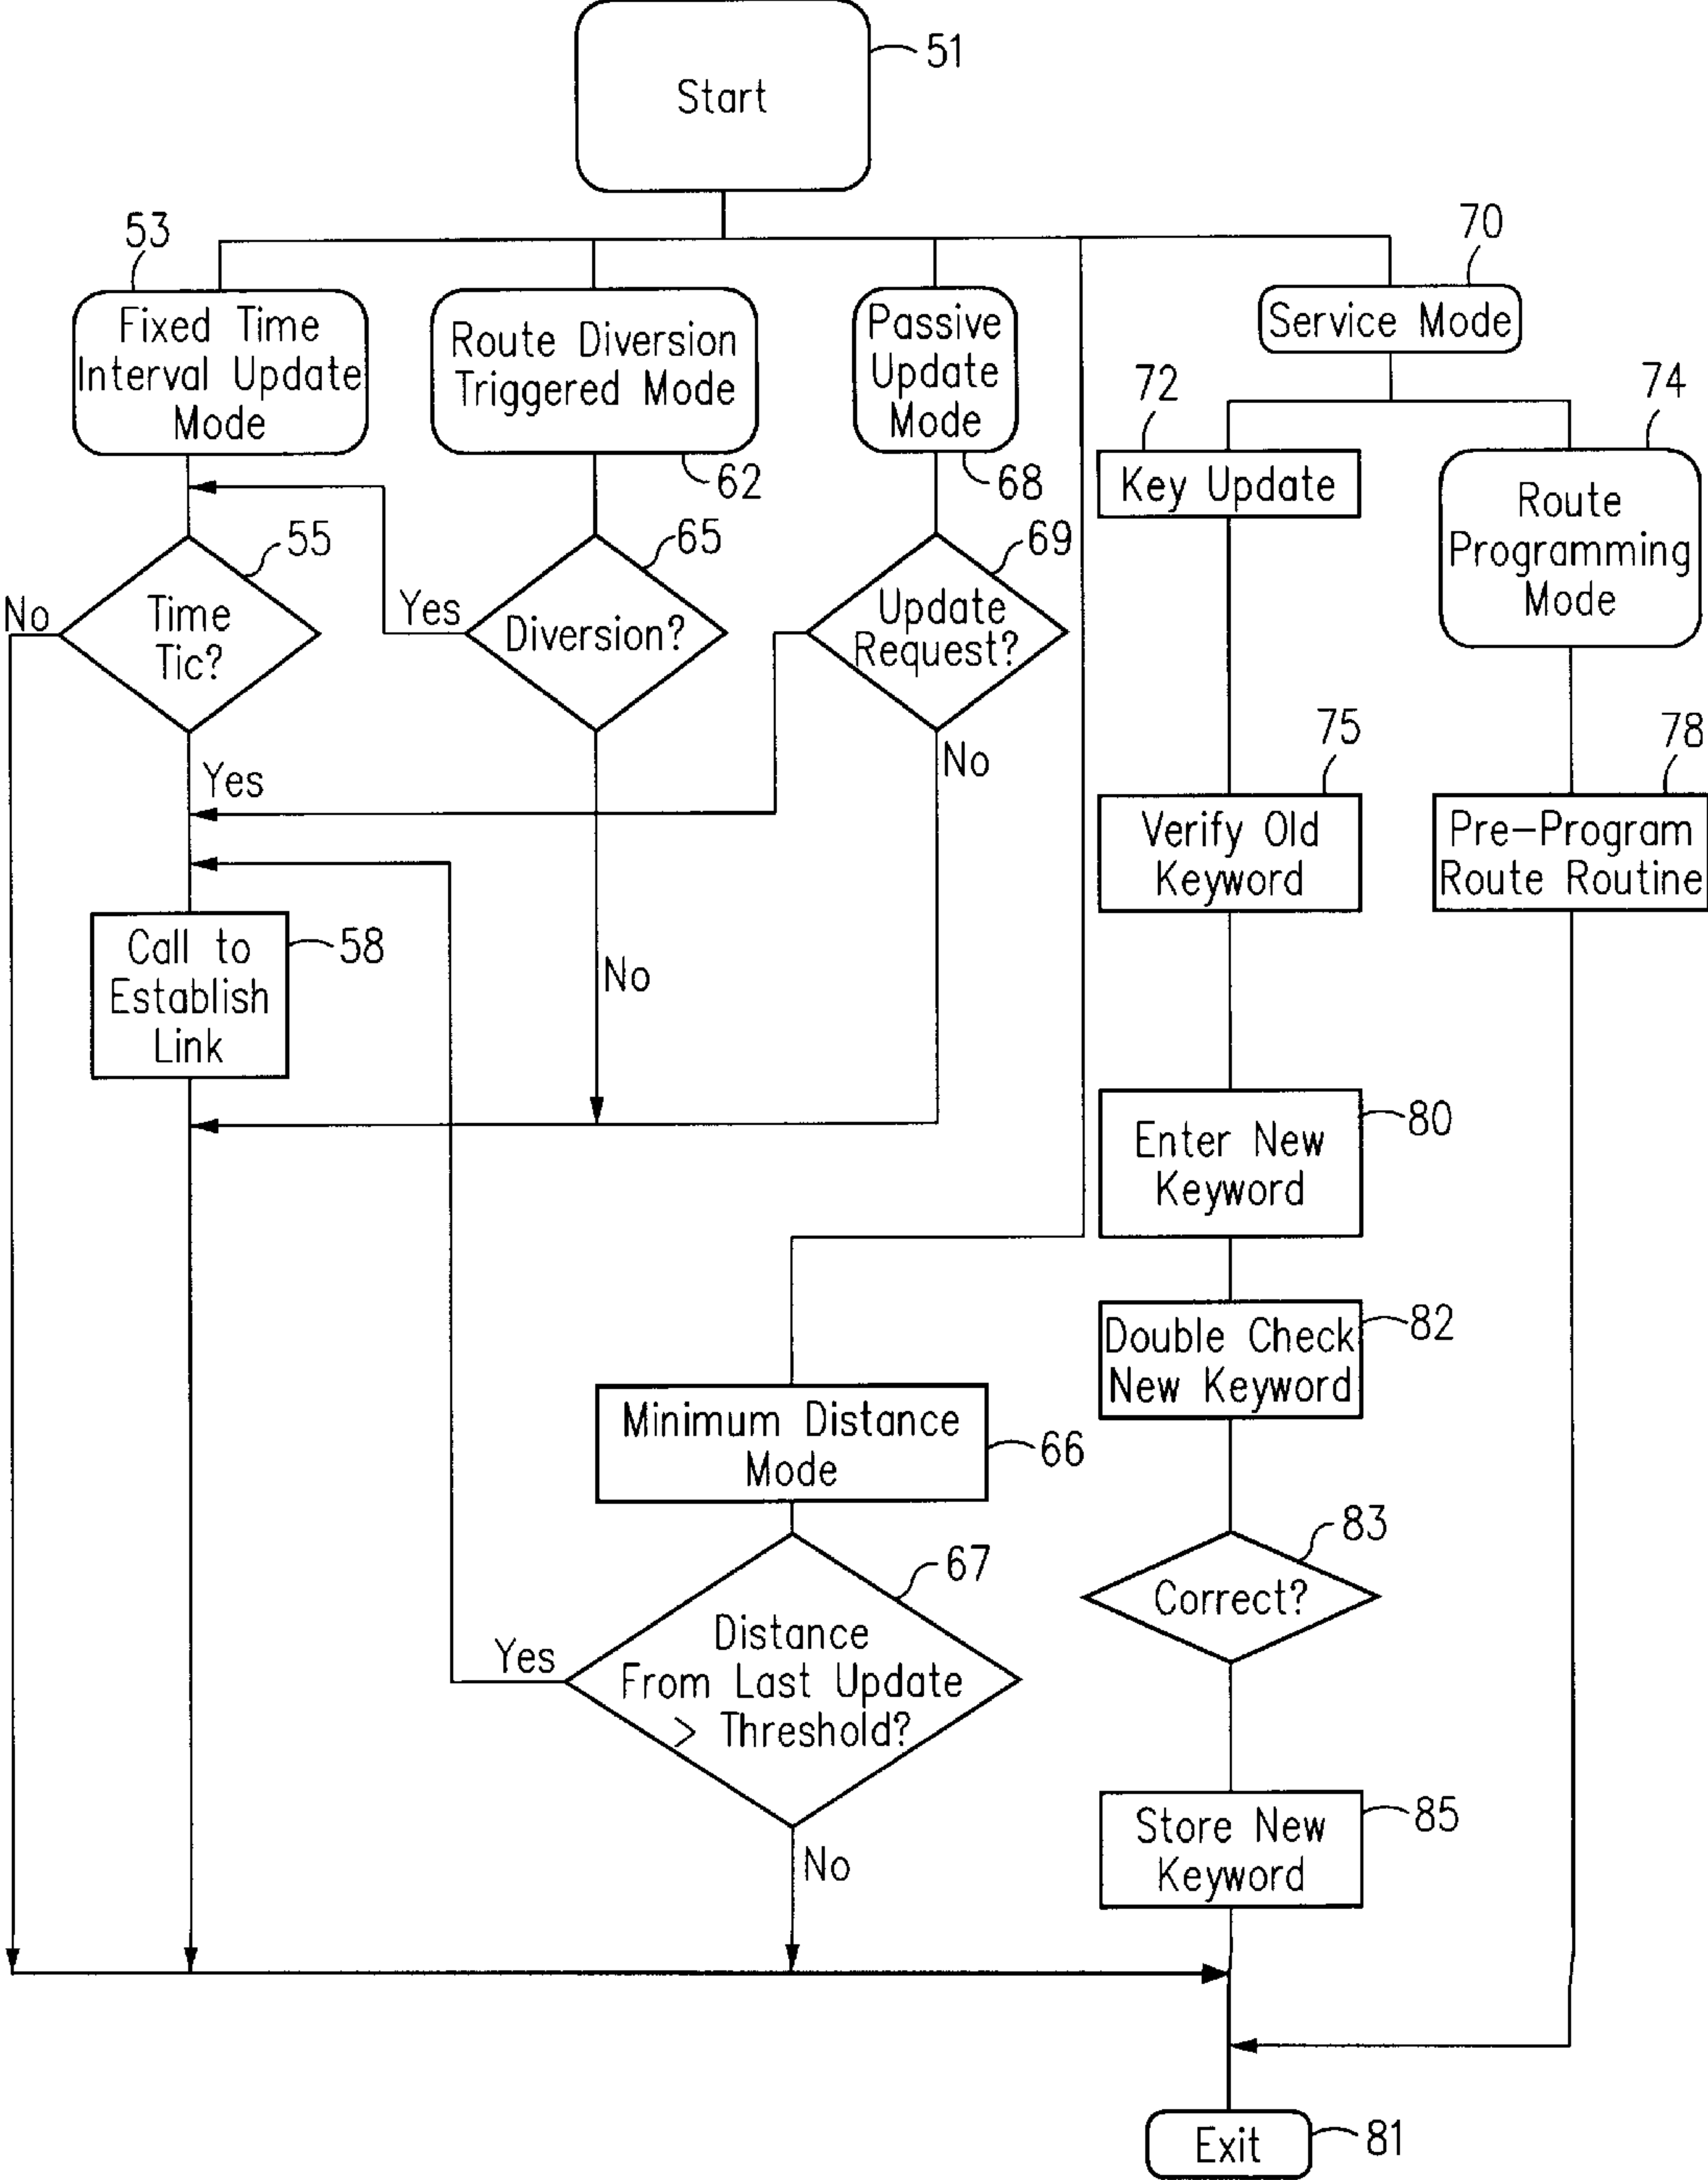 Start
51
53
70
Fixed Time
Interval Update
Mode
Route Diversion
Triggered Mode
62
Passive
Update
Mode
68
Service Mode
72
74
Key Update
Route
Programming
Mode
55
65
69
No
Time
Tic?
Yes
Diversion?
Update
Request?
75
78
Yes
No
Verify Old
Keyword
Pre-Program
Route Routine
Call to
Establish
Link
58
No
80
Enter New
Keyword
82
Double Check
New Keyword
Minimum Distance
Mode
66
83
67
Correct?
Yes
Distance
From Last Update
> Threshold?
85
Store New
Keyword
No
Exit
81